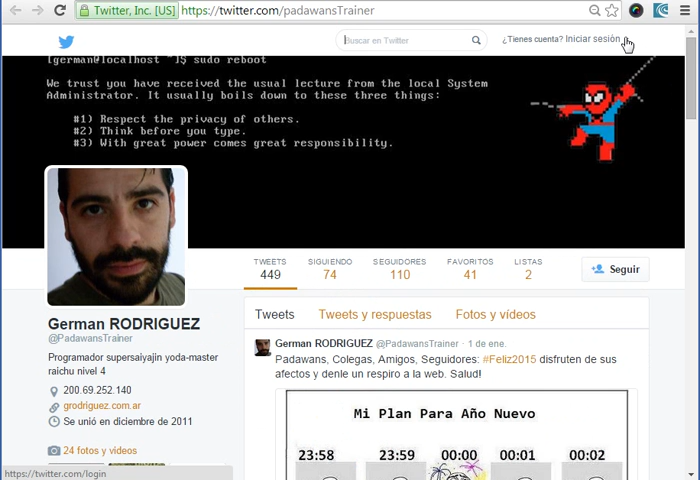 Twitter, Inc. [US] https://twitter.com/padawansTrainer
Buscar en Twitter
¿Tienes cuenta? Iniciar sesión
[german@localhost ~]$ sudo reboot
We trust you have received the usual lecture from the local System
Administrator. It usually boils down to these three things:
#1) Respect the privacy of others.
#2) Think before you type.
#3) With great power comes great responsibility.
TWEETS SIGUIENDO SEGUIDORES FAVORITOS LISTAS
449 74 110 41 2
Seguir
German RODRIGUEZ
@PadawansTrainer
Programador supersaiyajin yoda-master
raichu nivel 4
200.69.252.140
grodriguez.com.ar
Se unió en diciembre de 2011
24 fotos y videos
Tweets Tweets y respuestas Fotos y vídeos
German RODRIGUEZ @PadawansTrainer · 1 de ene.
Padawans, Colegas, Amigos, Seguidores: #Feliz2015 disfruten de sus
afectos y denle un respiro a la web. Salud!
Mi Plan Para Año Nuevo
23:58 23:59 00:00 00:01 00:02
https://twitter.com/login